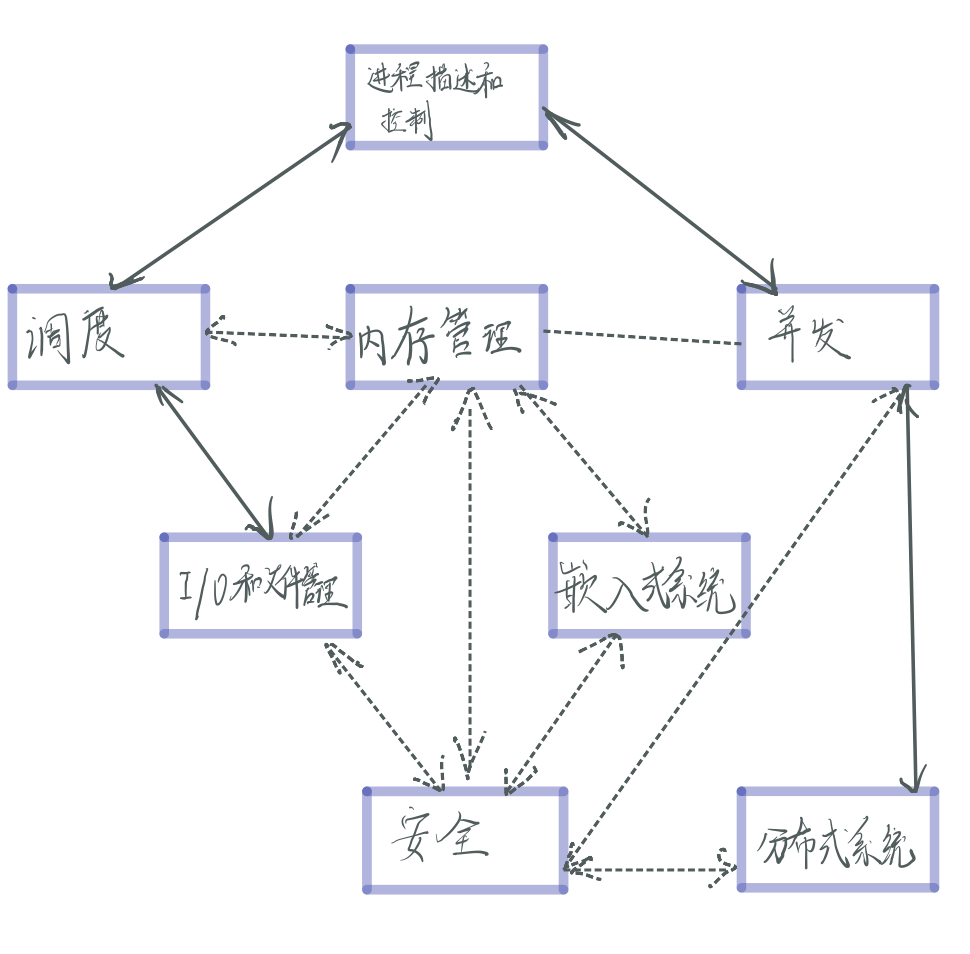 进程描述和
控制
调度
内存管理
并发
I/O和文件管理
嵌入式系统
安全
分布式系统